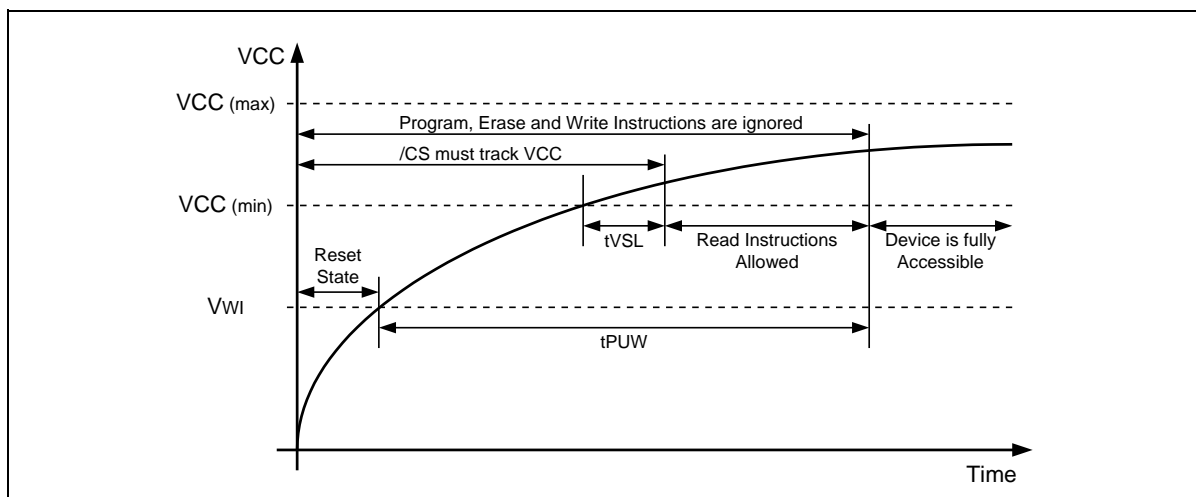 VCC
VCC (max)
Program, Erase and Write Instructions are ignored
/CS must track VCC
VCC (min)
tVSL
Read Instructions
Allowed
Device is fully
Accessible
Reset
State
VWI
tPUW
Time